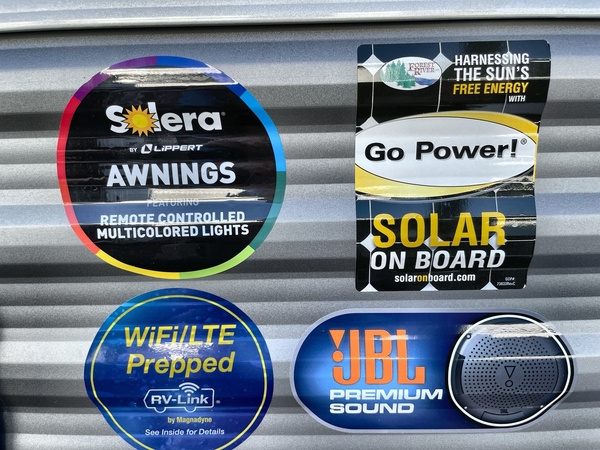 Solera®
BY LIPPERT
AWNINGS
FEATURING
REMOTE CONTROLLED
MULTICOLORED LIGHTS
FOREST
RIVER
HARNESSING
THE SUN'S
FREE ENERGY
WITH
Go Power!®
SOLAR
ON BOARD
solaronboard.com
WiFi/LTE
Prepped
RV-Link
by Magnadyne
See Inside for Details
JBL
PREMIUM
SOUND